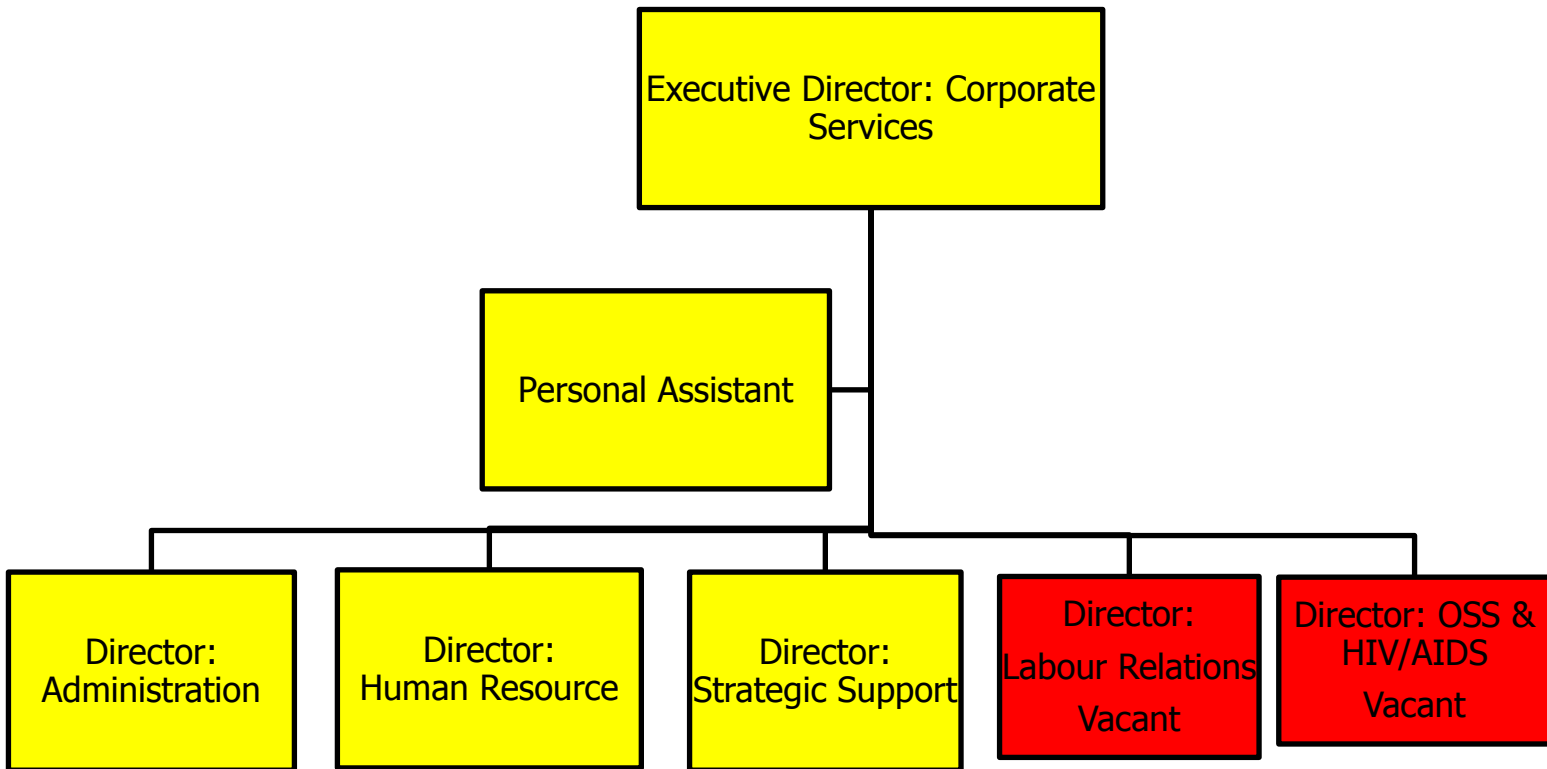 Executive Director: Corporate
Services
Personal Assistant
Director:
Administration
Director:
Human Resource
Director:
Strategic Support
Director:
Labour Relations
Vacant
Director: OSS &
HIV/AIDS
Vacant